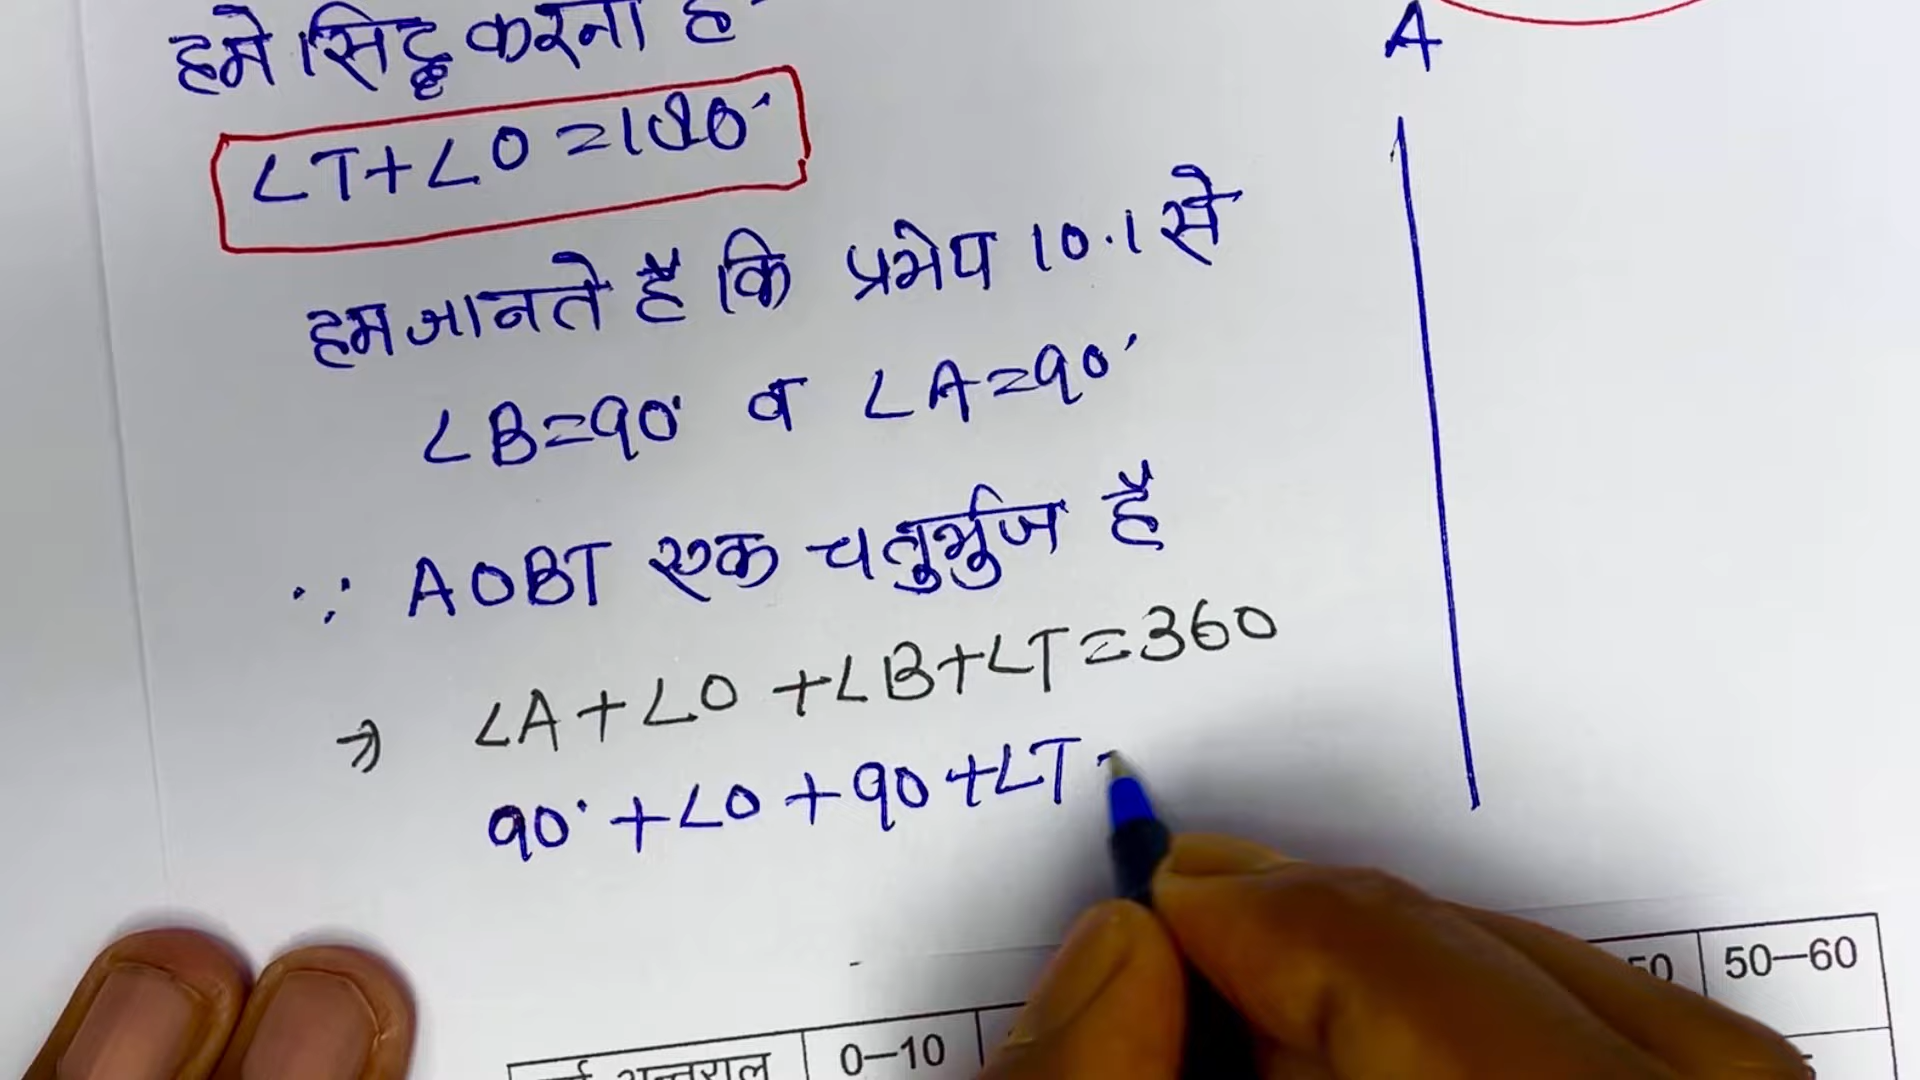 हमे सिद्ध करना है
A
∠T+∠O=180°
हम जानते हैं कि प्रमेय 10.1 से
∠B=90° व ∠A=90°
∵ AOBT एक चतुर्भुज है
⇒ ∠A+∠O+∠B+∠T=360
90°+∠O+90+∠T
50–60
0–10